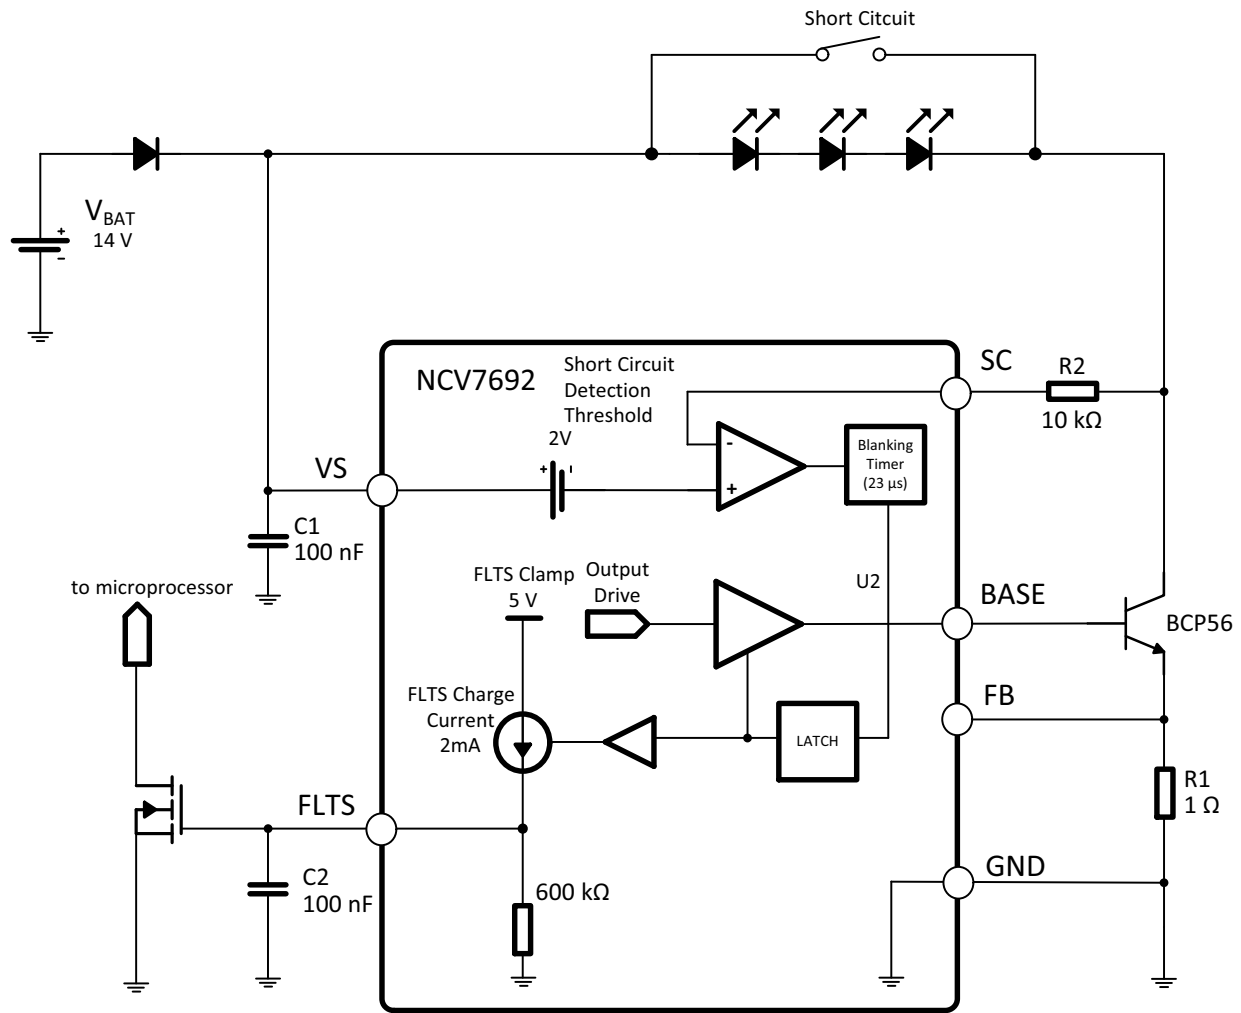 Short Citcuit
V_BAT
14 V
+
-
NCV7692
Short Circuit
Detection
Threshold
2V
+
-
SC
R2
10 kΩ
-
+
Blanking
Timer
(23 µs)
VS
C1
100 nF
to microprocessor
FLTS Clamp
5 V
Output
Drive
U2
BASE
BCP56
FLTS Charge
Current
2mA
LATCH
FB
R1
1 Ω
FLTS
C2
100 nF
600 kΩ
GND